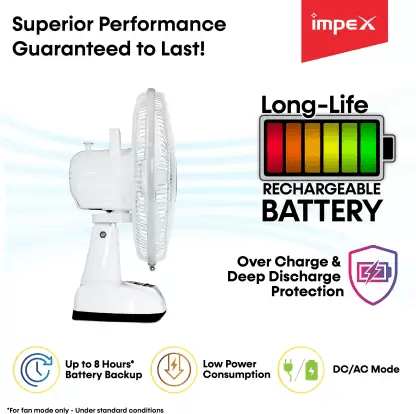 Superior Performance
Guaranteed to Last!
impex
Long-Life
RECHARGEABLE
BATTERY
Over Charge &
Deep Discharge
Protection
Up to 8 Hours*
Battery Backup
Low Power
Consumption
DC/AC Mode
*For fan mode only - Under standard conditions